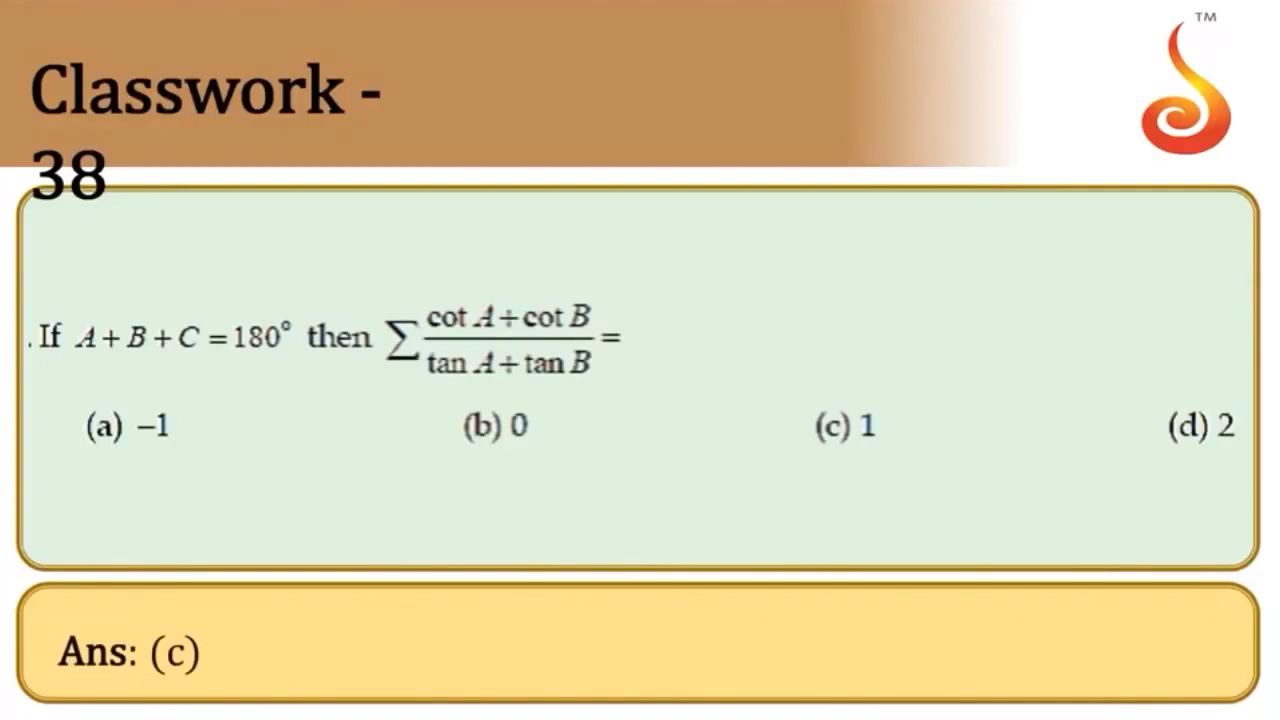 TM
Classwork -
38
. If A + B + C = 180° then ∑ (cot A + cot B)/(tan A + tan B) =
(a) –1 (b) 0 (c) 1 (d) 2
Ans: (c)